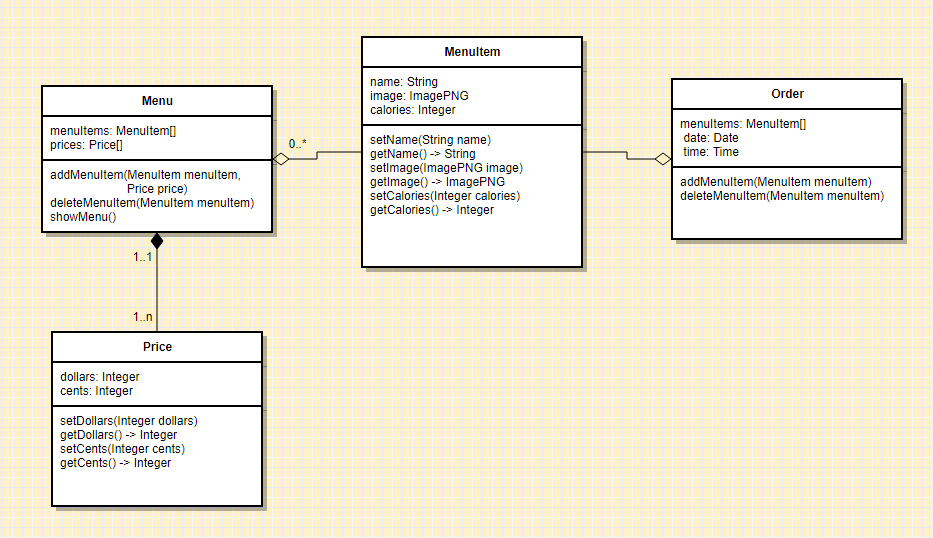 Menu
menuItems: MenuItem[]
prices: Price[]
addMenuItem(MenuItem menuItem,
Price price)
deleteMenuItem(MenuItem menuItem)
showMenu()
0..*
MenuItem
name: String
image: ImagePNG
calories: Integer
setName(String name)
getName() -> String
setImage(ImagePNG image)
getImage() -> ImagePNG
setCalories(Integer calories)
getCalories() -> Integer
Order
menuItems: MenuItem[]
date: Date
time: Time
addMenuItem(MenuItem menuItem)
deleteMenuItem(MenuItem menuItem)
1..1
1..n
Price
dollars: Integer
cents: Integer
setDollars(Integer dollars)
getDollars() -> Integer
setCents(Integer cents)
getCents() -> Integer